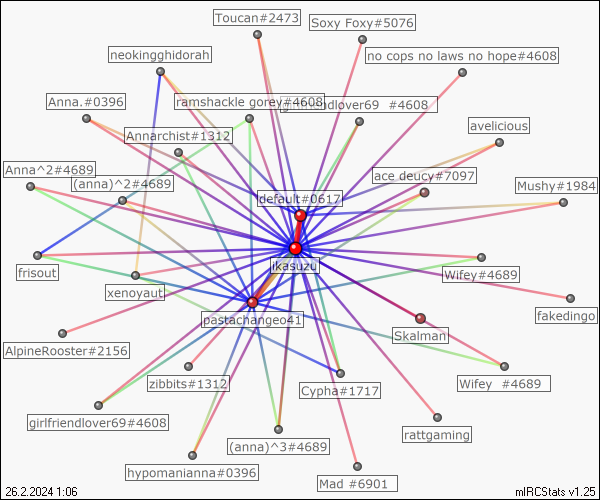 Toucan#2473
Soxy Foxy#5076
neokingghidorah
no cops no laws no hope#4608
Anna.#0396
ramshackle gorey#4608
#4608
Annarchist#1312
avelicious
Anna^2#4689
(anna)^2#4689
ace deucy#7097
Mushy#1984
default#0617
ikasuzu
frisout
xenoyaut
Wifey#4689
pastachangeo41
fakedingo
Skalman
AlpineRooster#2156
zibbits#1312
Cypha#1717
Wifey #4689
girlfriendlover69#4608
rattgaming
(anna)^3#4689
hypomanianna#0396
Mad #6901
26.2.2024 1:06
mIRCStats v1.25